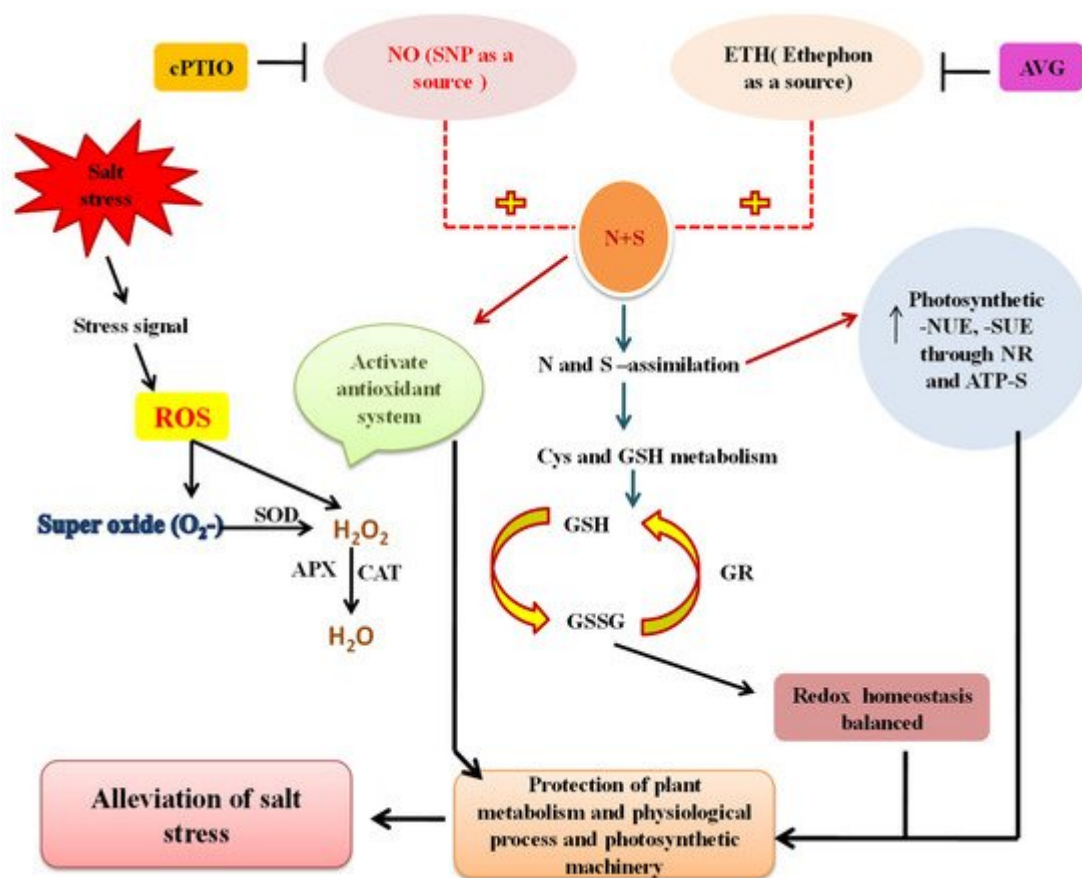 cPTIO
NO (SNP as a
source )
ETH( Ethephon
as a source)
AVG
Salt
stress
N+S
Stress signal
Activate
antioxidant
system
N and S –assimilation
↑ Photosynthetic
-NUE, -SUE
through NR
and ATP-S
ROS
Cys and GSH metabolism
Super oxide (O₂-)
SOD
H₂O₂
APX
CAT
H₂O
GSH
GR
GSSG
Redox homeostasis
balanced
Alleviation of salt
stress
Protection of plant
metabolism and physiological
process and photosynthetic
machinery